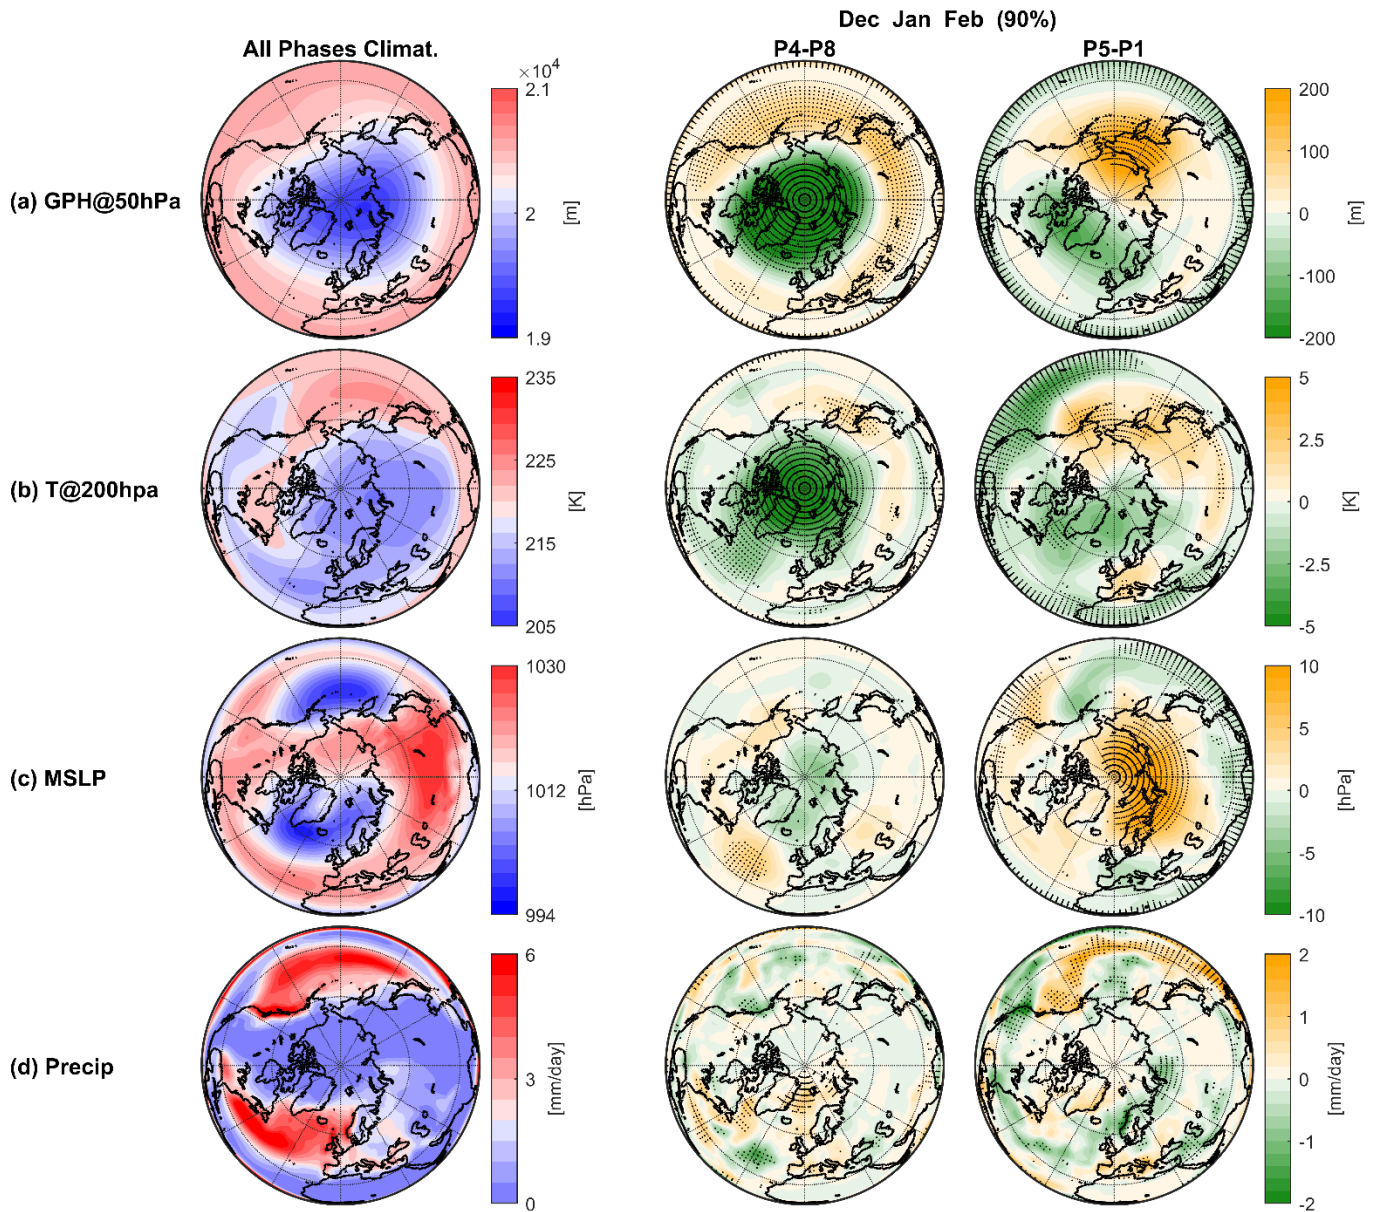 Dec Jan Feb (90%)
All Phases Climat.
P4-P8
P5-P1
×10⁴
(a) GPH@50hPa
2.1
2
1.9
[m]
200
100
0
-100
-200
[m]
(b) T@200hpa
235
225
215
205
[K]
5
2.5
0
-2.5
-5
[K]
(c) MSLP
1030
1012
994
[hPa]
10
5
0
-5
-10
[hPa]
(d) Precip
6
3
0
[mm/day]
2
1
0
-1
-2
[mm/day]